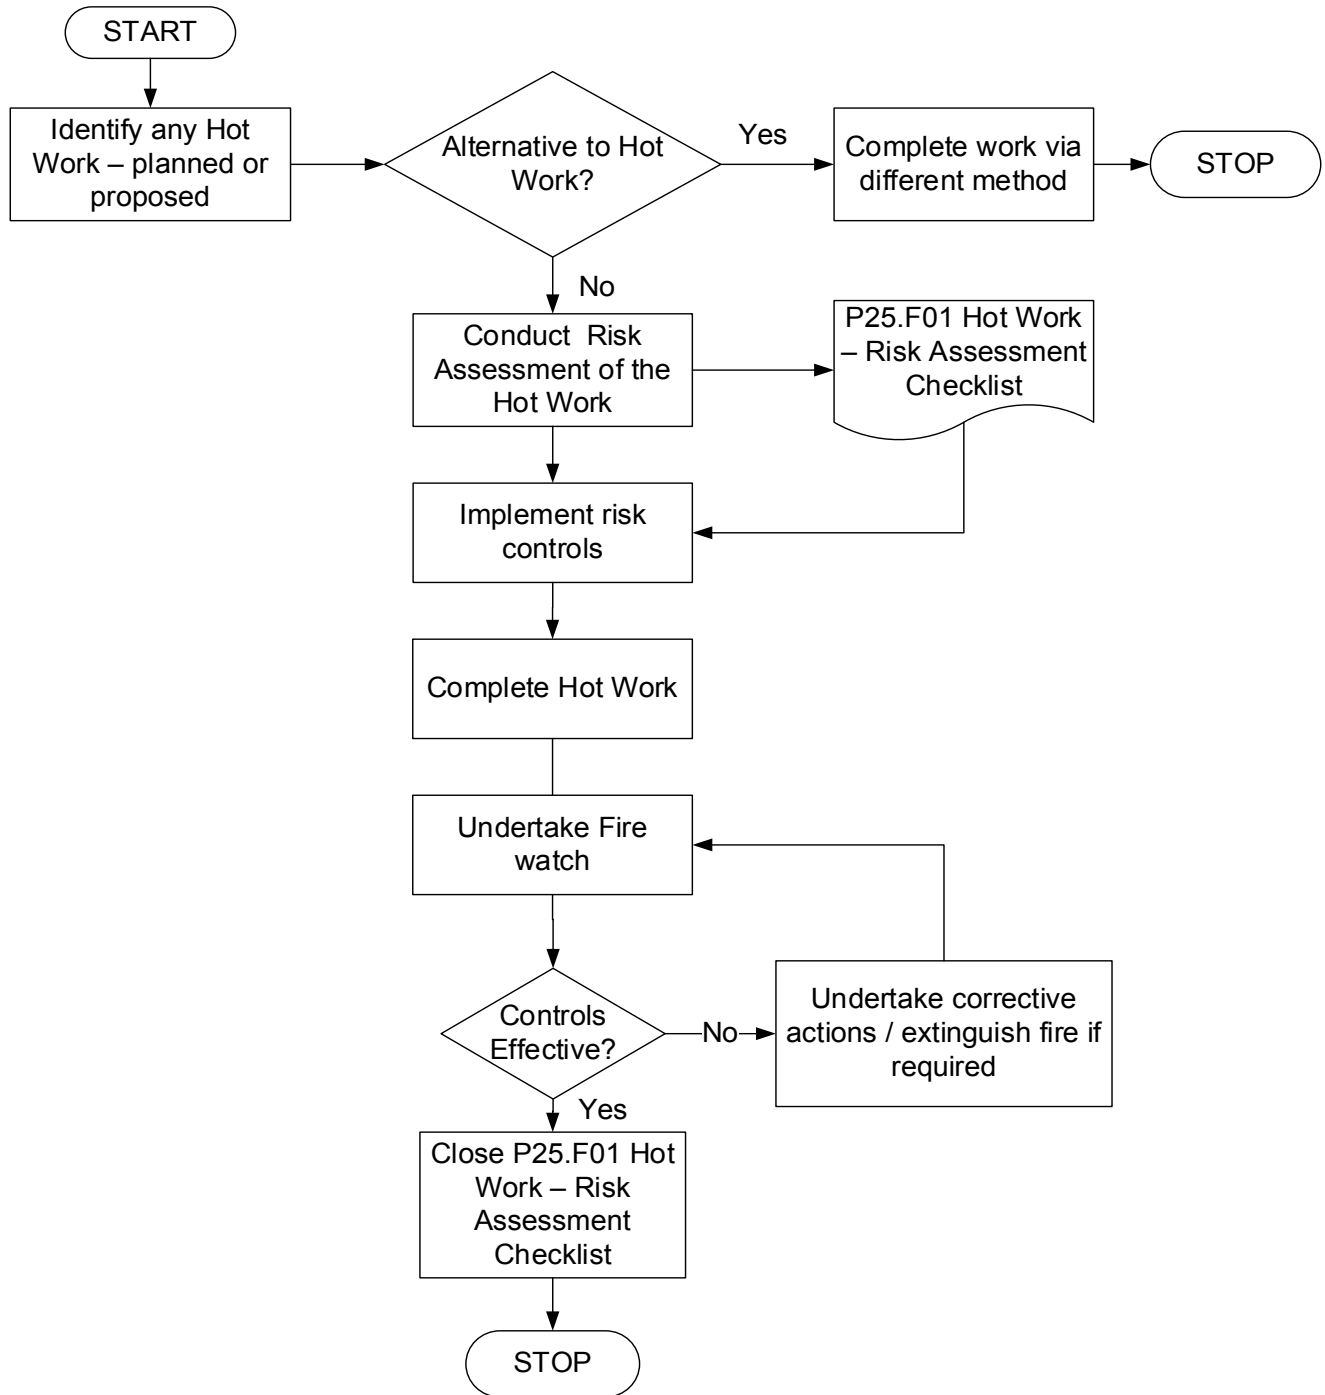 START
Identify any Hot
Work – planned or
proposed
Alternative to Hot
Work?
Yes
Complete work via
different method
STOP
No
Conduct  Risk
Assessment of the
Hot Work
P25.F01 Hot Work
– Risk Assessment
Checklist
Implement risk
controls
Complete Hot Work
Undertake Fire
watch
Controls
Effective?
No
Undertake corrective
actions / extinguish fire if
required
Yes
Close P25.F01 Hot
Work – Risk
Assessment
Checklist
STOP